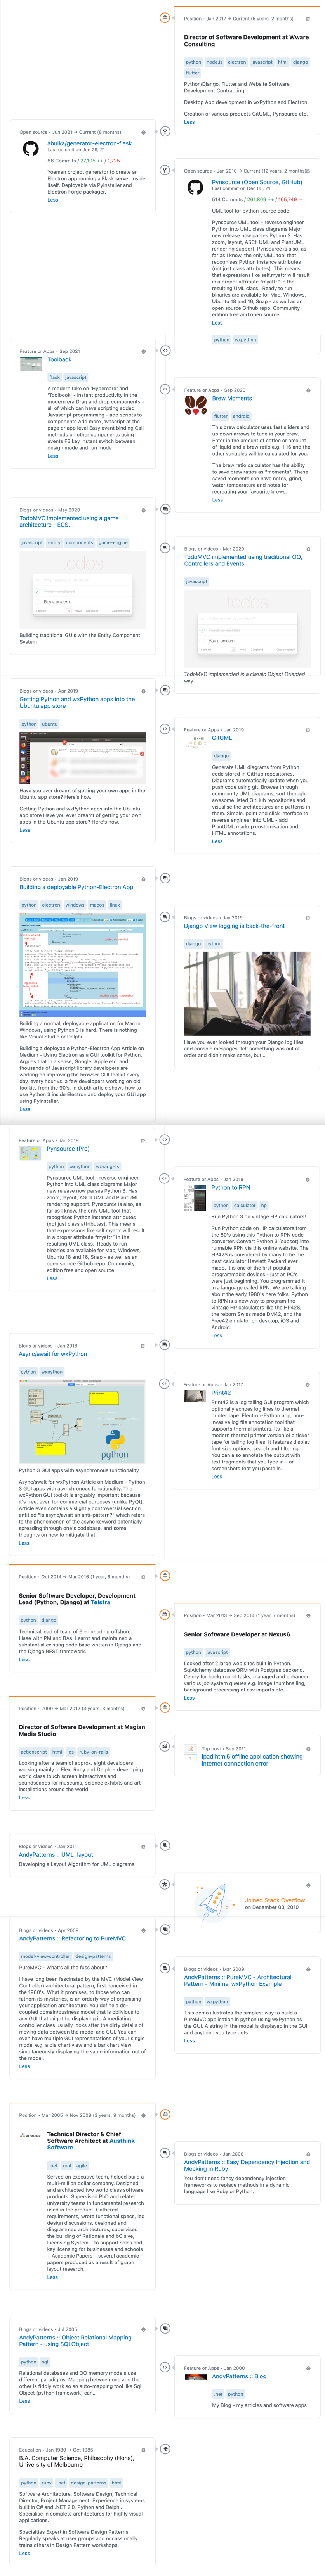 Position - Jan 2017 → Current (5 years, 2 months)
Director of Software Development at Wware
Consulting
python node.js electron javascript html django
flutter
Python/Django, Flutter and Website Software
Development Contracting.
Desktop App development in wxPython and Electron.
Creation of various products GitUML, Pynsource etc.
Less
Open source - Jun 2021 → Current (8 months)
abulka/generator-electron-flask
Last commit on Jun 29, 21
86 Commits / 27,105 ++ / 1,725 --
Yeoman project generator to create an
Electron app running a Flask server inside
itself. Deployable via Pyinstaller and
Electron Forge packager.
Less
Open source - Jan 2010 → Current (12 years, 2 months)
Pynsource (Open Source, GitHub)
Last commit on Dec 05, 21
514 Commits / 261,809 ++ / 165,749 --
UML tool for python source code.
Pynsource UML tool - reverse engineer
Python into UML class diagrams Major
new release now parses Python 3. Has
zoom, layout, ASCII UML and PlantUML
rendering support. Pynsource is also, as
far as I know, the only UML tool that
recognises Python instance attributes
(not just class attributes). This means
that expressions like self.myattr will result
in a proper attribute "myattr" in the
resulting UML class. Ready to run
binaries are available for Mac, Windows,
Ubuntu 18 and 16, Snap - as well as an
open source Github repo. Community
edition free and open source.
Less
python wxpython
Feature or Apps - Sep 2021
Toolback
flask javascript
A modern take on 'Hypercard' and
'Toolbook' - instant productivity in the
modern era Drag and drop components -
all of which can have scripting added
Javascript programming - add scripts to
components Add more javascript at the
page or app level Easy event binding Call
methods on other components using
events F3 key instant switch between
design mode and run mode
Less
Feature or Apps - Sep 2020
Brew Moments
flutter android
This brew calculator uses fast sliders and
up down arrows to tune in your recipe.
Enter in the amount of coffee or amount
of liquid and a brew ratio e.g. 1:16 and the
other variables will be calculated for you.
The brew ratio calculator has the ability
to save brew ratios as "moments". These
saved moments can have notes, grind,
water temperature and notes for
recreating your favourite brews.
Less
Blogs or videos - May 2020
TodoMVC implemented using a game
architecture—ECS.
javascript entity components game-engine
todos
Buy a unicorn
Building traditional GUIs with the Entity Component
System
Blogs or videos - Mar 2020
TodoMVC implemented using traditional OO,
Controllers and Events.
javascript
todos
Buy a unicorn
TodoMVC implemented in a classic Object Oriented
way
Blogs or videos - Apr 2019
Getting Python and wxPython apps into the
Ubuntu app store
python ubuntu
Have you ever dreamt of getting your own apps in the
Ubuntu app store? Here's how.
Getting Python and wxPython apps into the Ubuntu
app store Have you ever dreamt of getting your own
apps in the Ubuntu app store? Here's how.
Less
Feature or Apps - Jan 2019
GitUML
django
Generate UML diagrams from Python
code stored in GitHub repositories.
Diagrams automatically update when you
push code using git. Browse through
community UML diagrams, surf through
awesome listed GitHub repositories and
visualise the architectures and patterns in
them. Simple, point and click interface to
reverse engineer into UML - add
PlantUML markup customisation and
HTML annotations.
Less
Blogs or videos - Jan 2019
Building a deployable Python-Electron App
python electron windows macos linux
Building a normal, deployable application for Mac or
Windows, using Python 3 is hard. There is nothing
like Visual Studio or Delphi...
Building a deployable Python-Electron App Article on
Medium - Using Electron as a GUI toolkit for Python.
Argues that in a sense, Google, Apple etc, and
thousands of Javascript library developers are
working on improving the browser GUI toolkit every
day, every hour, vs a few developers working on old
toolkits from the 90's. In depth article shows how to
use Python 3 inside Electron and deploy your GUI app
using PyInstaller.
Less
Blogs or videos - Jan 2019
Django View logging is back-the-front
django python
Have you ever looked through your Django log files
and console messages, felt something was out of
order and didn't make sense, but...
Feature or Apps - Jan 2018
Pynsource (Pro)
python wxpython wxwidgets
Pynsource UML tool - reverse engineer
Python into UML class diagrams Major
new release now parses Python 3. Has
zoom, layout, ASCII UML and PlantUML
rendering support. Pynsource is also, as
far as I know, the only UML tool that
recognises Python instance attributes
(not just class attributes). This means
that expressions like self.myattr will result
in a proper attribute "myattr" in the
resulting UML class. Ready to run
binaries are available for Mac, Windows,
Ubuntu 18 and 16, Snap - as well as an
open source Github repo. Community
edition free and open source.
Less
Feature or Apps - Jan 2018
Python to RPN
python calculator hp
Run Python 3 on vintage HP calculators!
Run Python code on HP calculators from
the 80's using this Python to RPN code
converter. Convert Python 3 (subset) into
runnable RPN via this online website. The
HP42S is considered by many to be the
best calculator Hewlett Packard ever
made. It is one of the first popular
programmable devices - just as PC's
were just beginning. You programmed it
in a language called RPN. We are talking
about the early 1980's here folks. Python
to RPN is a new way to program the
vintage HP calculators like the HP42S,
the reborn Swiss made DM42, and the
Free42 emulator on desktop, iOS and
Android.
Less
Blogs or videos - Jan 2018
Async/await for wxPython
python wxpython
python
Python 3 GUI apps with asynchronous functionality
Async/await for wxPython Article on Medium - Python
3 GUI apps with asynchronous functionality. The
wxPython GUI toolkit is very important because
it's free, even for commercial purposes (unlike PyQt).
Article even contains a slightly controversial section
entitled "Is async/await an anti-pattern?" which refers
to the phenomenon of the async keyword potentially
spreading through one's codebase, and some
thoughts on how to mitigate that.
Less
Feature or Apps - Jan 2017
Print42
Print42 is a log tailing GUI program which
optionally echoes log lines to thermal
printer tape. Electron-Python app, non-
invasive log file viewer/reader tool that
supports thermal printers. Its like a
modern thermal printer version of a ticker
tape for tailing log files. It features display
font size options, search and filtering.
You can also annotate the output with
text fragments that you type in - or
screenshots that you paste in.
Less
Position - Oct 2014 → Mar 2016 (1 year, 6 months)
Senior Software Developer, Development
Lead (Python, Django) at Telstra
python django
Technical lead of team of 6 - including offshore.
Liase with PM and BAs. Learnt and maintained a
substantial existing code base written in Django and
the Django REST framework.
Less
Position - Mar 2013 → Sep 2014 (1 year, 7 months)
Senior Software Developer at Nexus6
python javascript
Looked after 2 large web sites built in Python.
SqlAlchemy database ORM with Postgres backend.
Celery for background tasks, managed and enhanced
various job system queues e.g. image thumbnailing,
background processing of csv imports etc.
Less
Position - 2009 → Mar 2012 (3 years, 3 months)
Director of Software Development at Magian
Media Studio
actionscript html ios ruby-on-rails
Looking after a team of approx. eight developers
working mainly in Flex, Ruby and Delphi - developing
world class touch screen interactives and
soundscapes for museums, science exhibits and art
installations around the world.
Less
Top post - Sep 2011
1
ipad html5 offline application showing
internet connection error
Blogs or videos - Jan 2011
AndyPatterns :: UML_layout
Developing a Layout Algorithm for UML diagrams
Joined Stack Overflow
on December 03, 2010
Blogs or videos - Apr 2009
AndyPatterns :: Refactoring to PureMVC
model-view-controller design-patterns
PureMVC - What's all the fuss about?
I have long been fascinated by the MVC (Model View
Controller) architectural pattern, first conceived in
the 1960's. What it promises, to those who can
fathom its mysteries, is an orderly way of organising
your application. You achieve this order by de-
coupling domain models so that model is oblivious to
any GUI that might be displaying it. A mediator or
controller code looks after the dirty details of moving
data between the model and GUI. You can
even have multiple GUI representations of your model
e.g. a pie chart view and a bar chart view
simultaneously displaying the same information out of
the model.
Less
Blogs or videos - Mar 2009
AndyPatterns :: PureMVC - Architectural
Pattern - Minimal wxPython Example
python wxpython
This demo illustrates the simplest way to build a
PureMVC application in python using wxPython as
the GUI. A string in the model is displayed in the GUI
and anything you type gets...
Less
Position - Mar 2005 → Nov 2008 (3 years, 9 months)
AUSTHINK
Technical Director & Chief
Software Architect at Austhink
Software
.net uml agile
Served on executive team, helped build a
multi-million dollar company. Designed
and architected two world class software
products. Supervised PhD and related
university teams in fundamental research
used in the product. Gathered
requirements, wrote functional specs, led
design discussions, designed and
diagrammed architectures, supervised
the building of Rationale and bCisive,
Licensing System – to support sales and
key licensing for businesses and schools
+ Academic Papers – several academic
papers produced as a result of graph
layout research.
Less
Blogs or videos - Jan 2009
AndyPatterns :: Easy Dependency Injection and
Mocking in Ruby
You don't need fancy dependency injection
frameworks to replace methods in a dynamic
language like Ruby or Python.
Blogs or videos - Jul 2005
AndyPatterns :: Object Relational Mapping
Pattern - using SQLObject
python sql
Relational databases and OO memory models use
different paradigms. Mapping between one and the
other is fiddly work so an auto-mapping tool like Sql
Object (python framework) can...
Less
Feature or Apps - Jan 2000
AndyPatterns :: Blog
.net python
My Blog - my articles and software apps
Education - Jan 1980 → Oct 1985
B.A. Computer Science, Philosophy (Hons),
University of Melbourne
python ruby .net design-patterns html
Software Architecture, Software Design, Technical
Director, Project Management. Experience in systems
built in C# and .NET 2.0, Python and Delphi.
Specialise in complete architectures for highly visual
applications.
Specialties Expert in Software Design Patterns.
Regularly speaks at user groups and occasionally
trains others in Design Pattern workshops.
Less